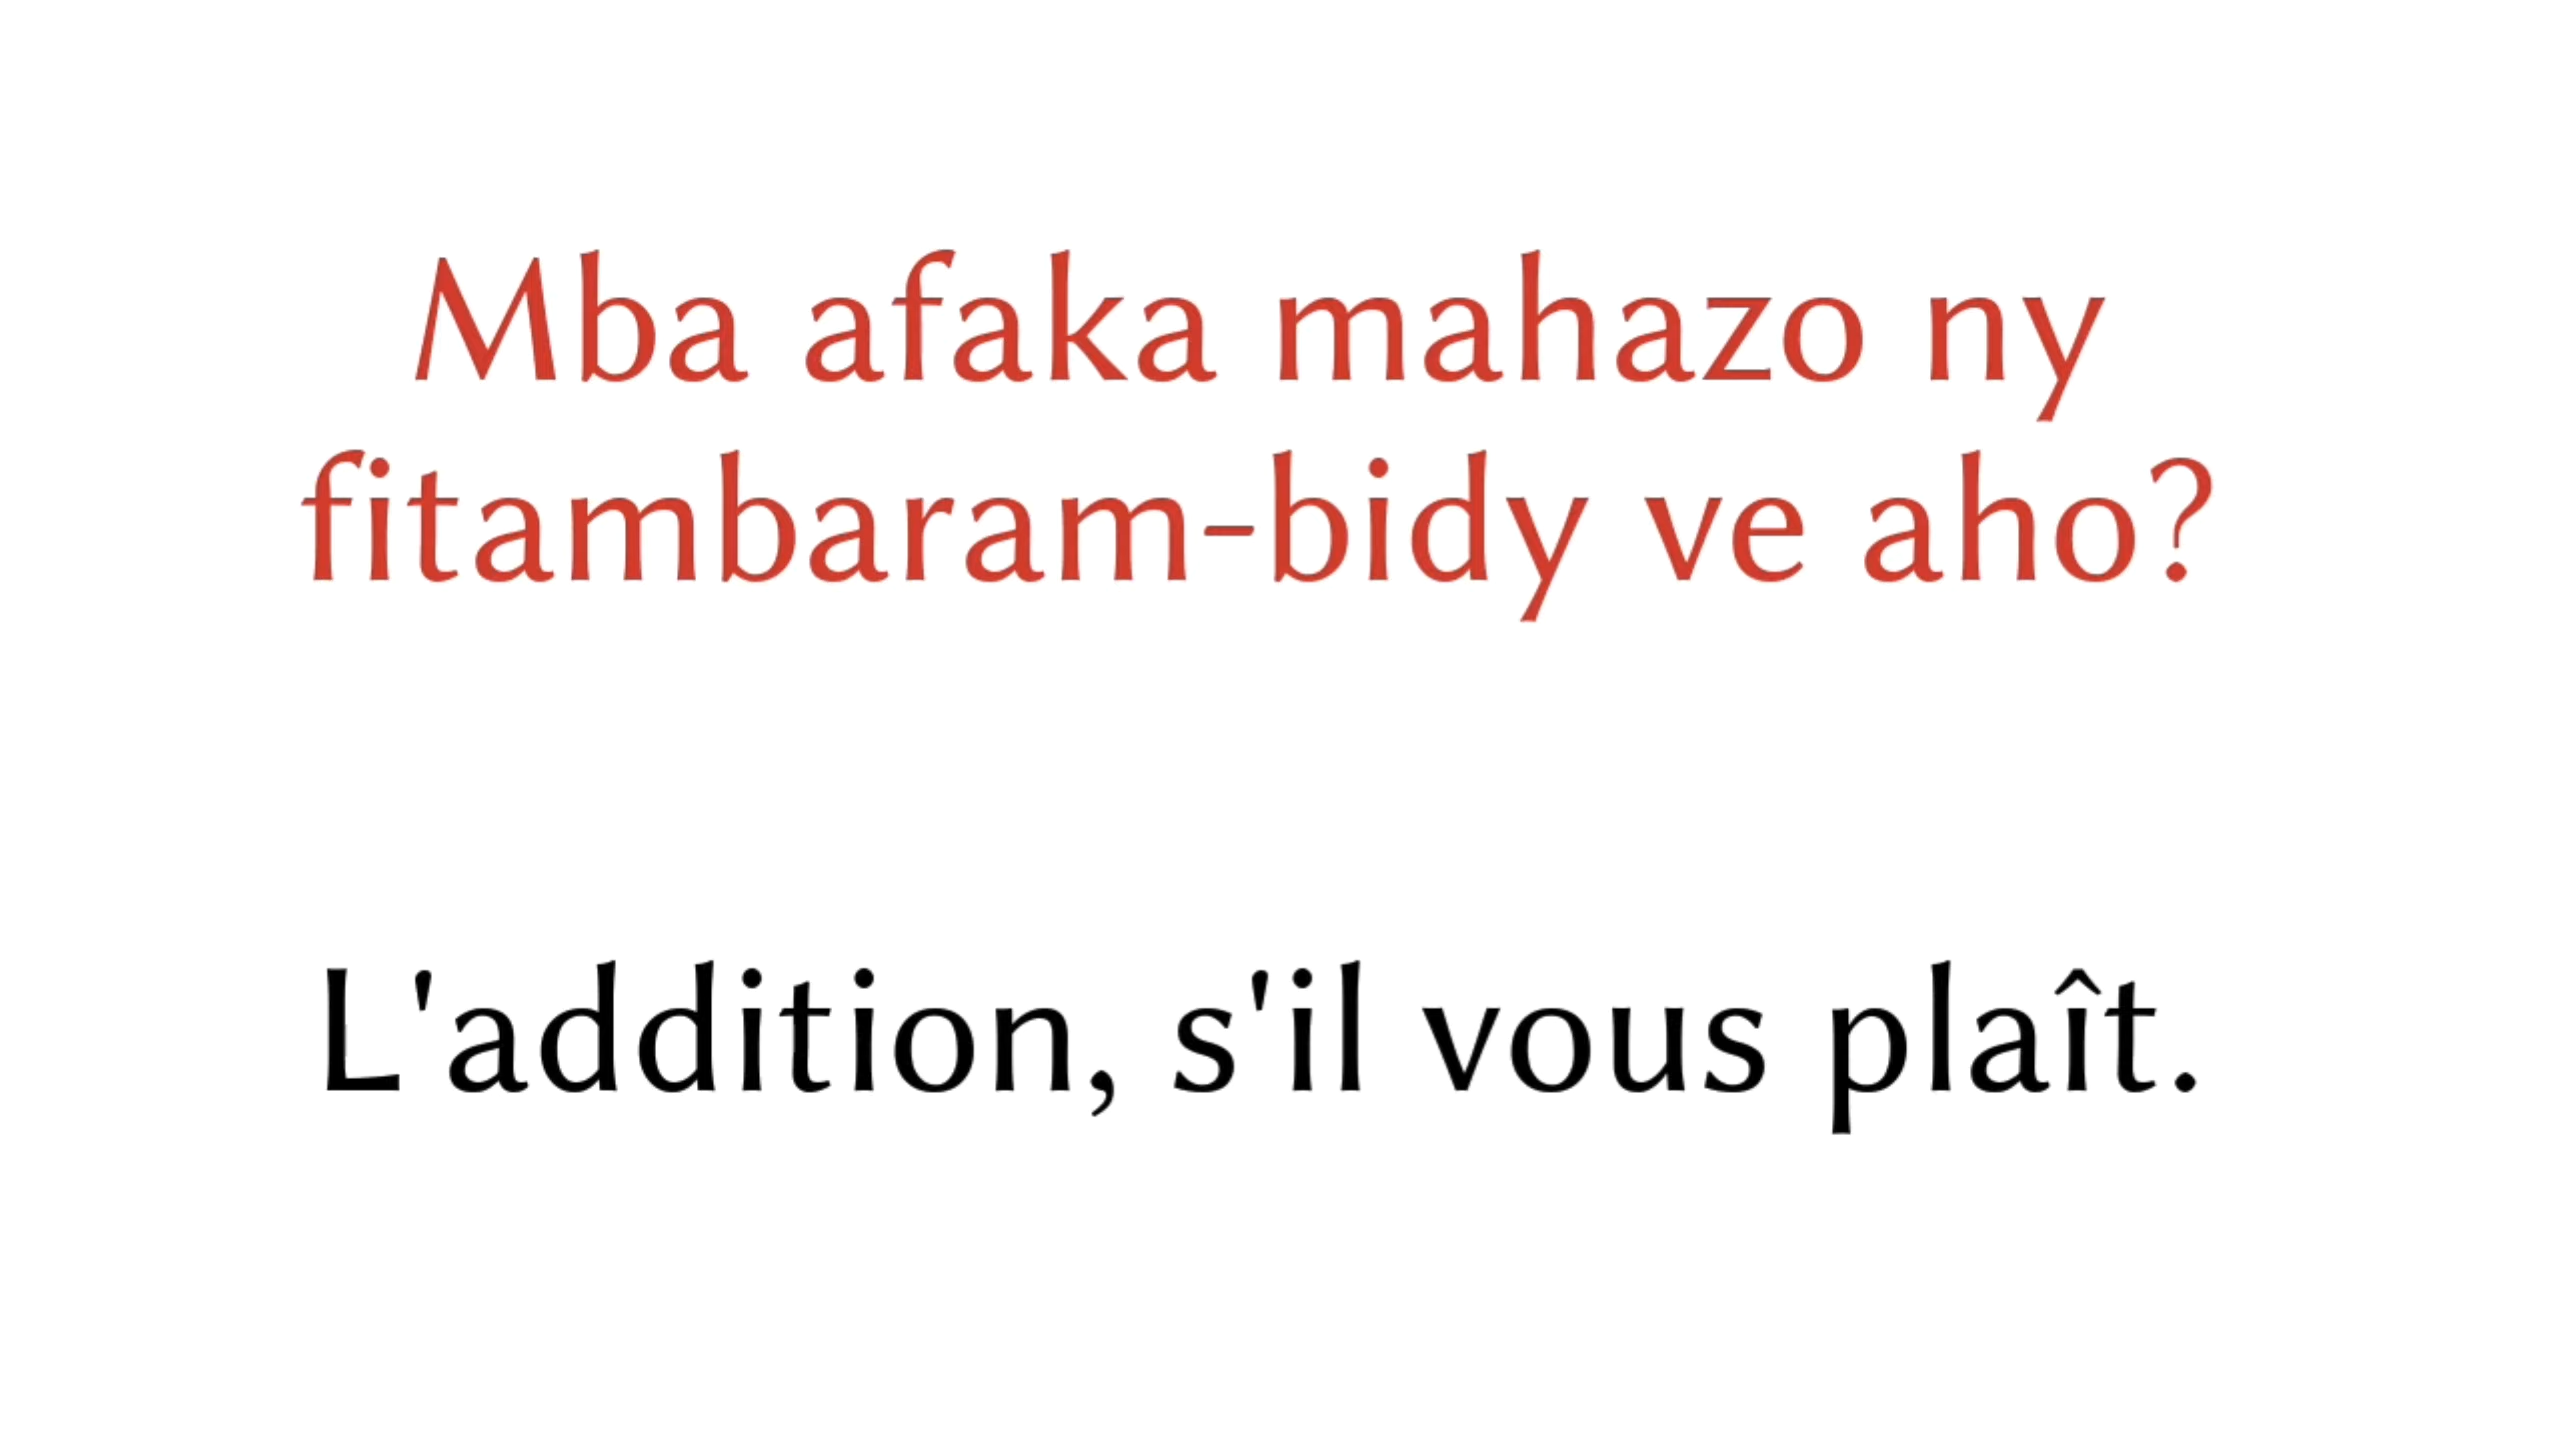 Mba afaka mahazo ny
fitambaram-bidy ve aho?
L'addition, s'il vous plaît.